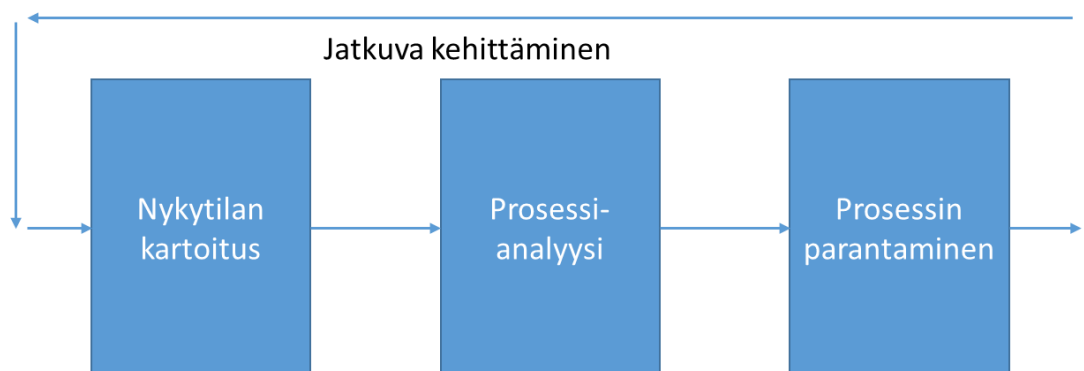 Jatkuva kehittäminen
Nykytilan
kartoitus
Prosessi-
analyysi
Prosessin
parantaminen